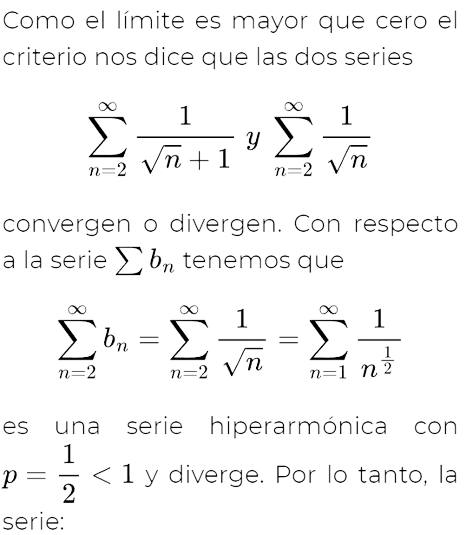 Como el límite es mayor que cero el
criterio nos dice que las dos series
$\sum_{n=2}^{\infty} \frac{1}{\sqrt{n}+1}$ y $\sum_{n=2}^{\infty} \frac{1}{\sqrt{n}}$
convergen o divergen. Con respecto
a la serie $\sum b_n$ tenemos que
$\sum_{n=2}^{\infty} b_n = \sum_{n=2}^{\infty} \frac{1}{\sqrt{n}} = \sum_{n=1}^{\infty} \frac{1}{n^{\frac{1}{2}}}$
es una serie hiperarmónica con
$p = \frac{1}{2} < 1$ y diverge. Por lo tanto, la
serie: